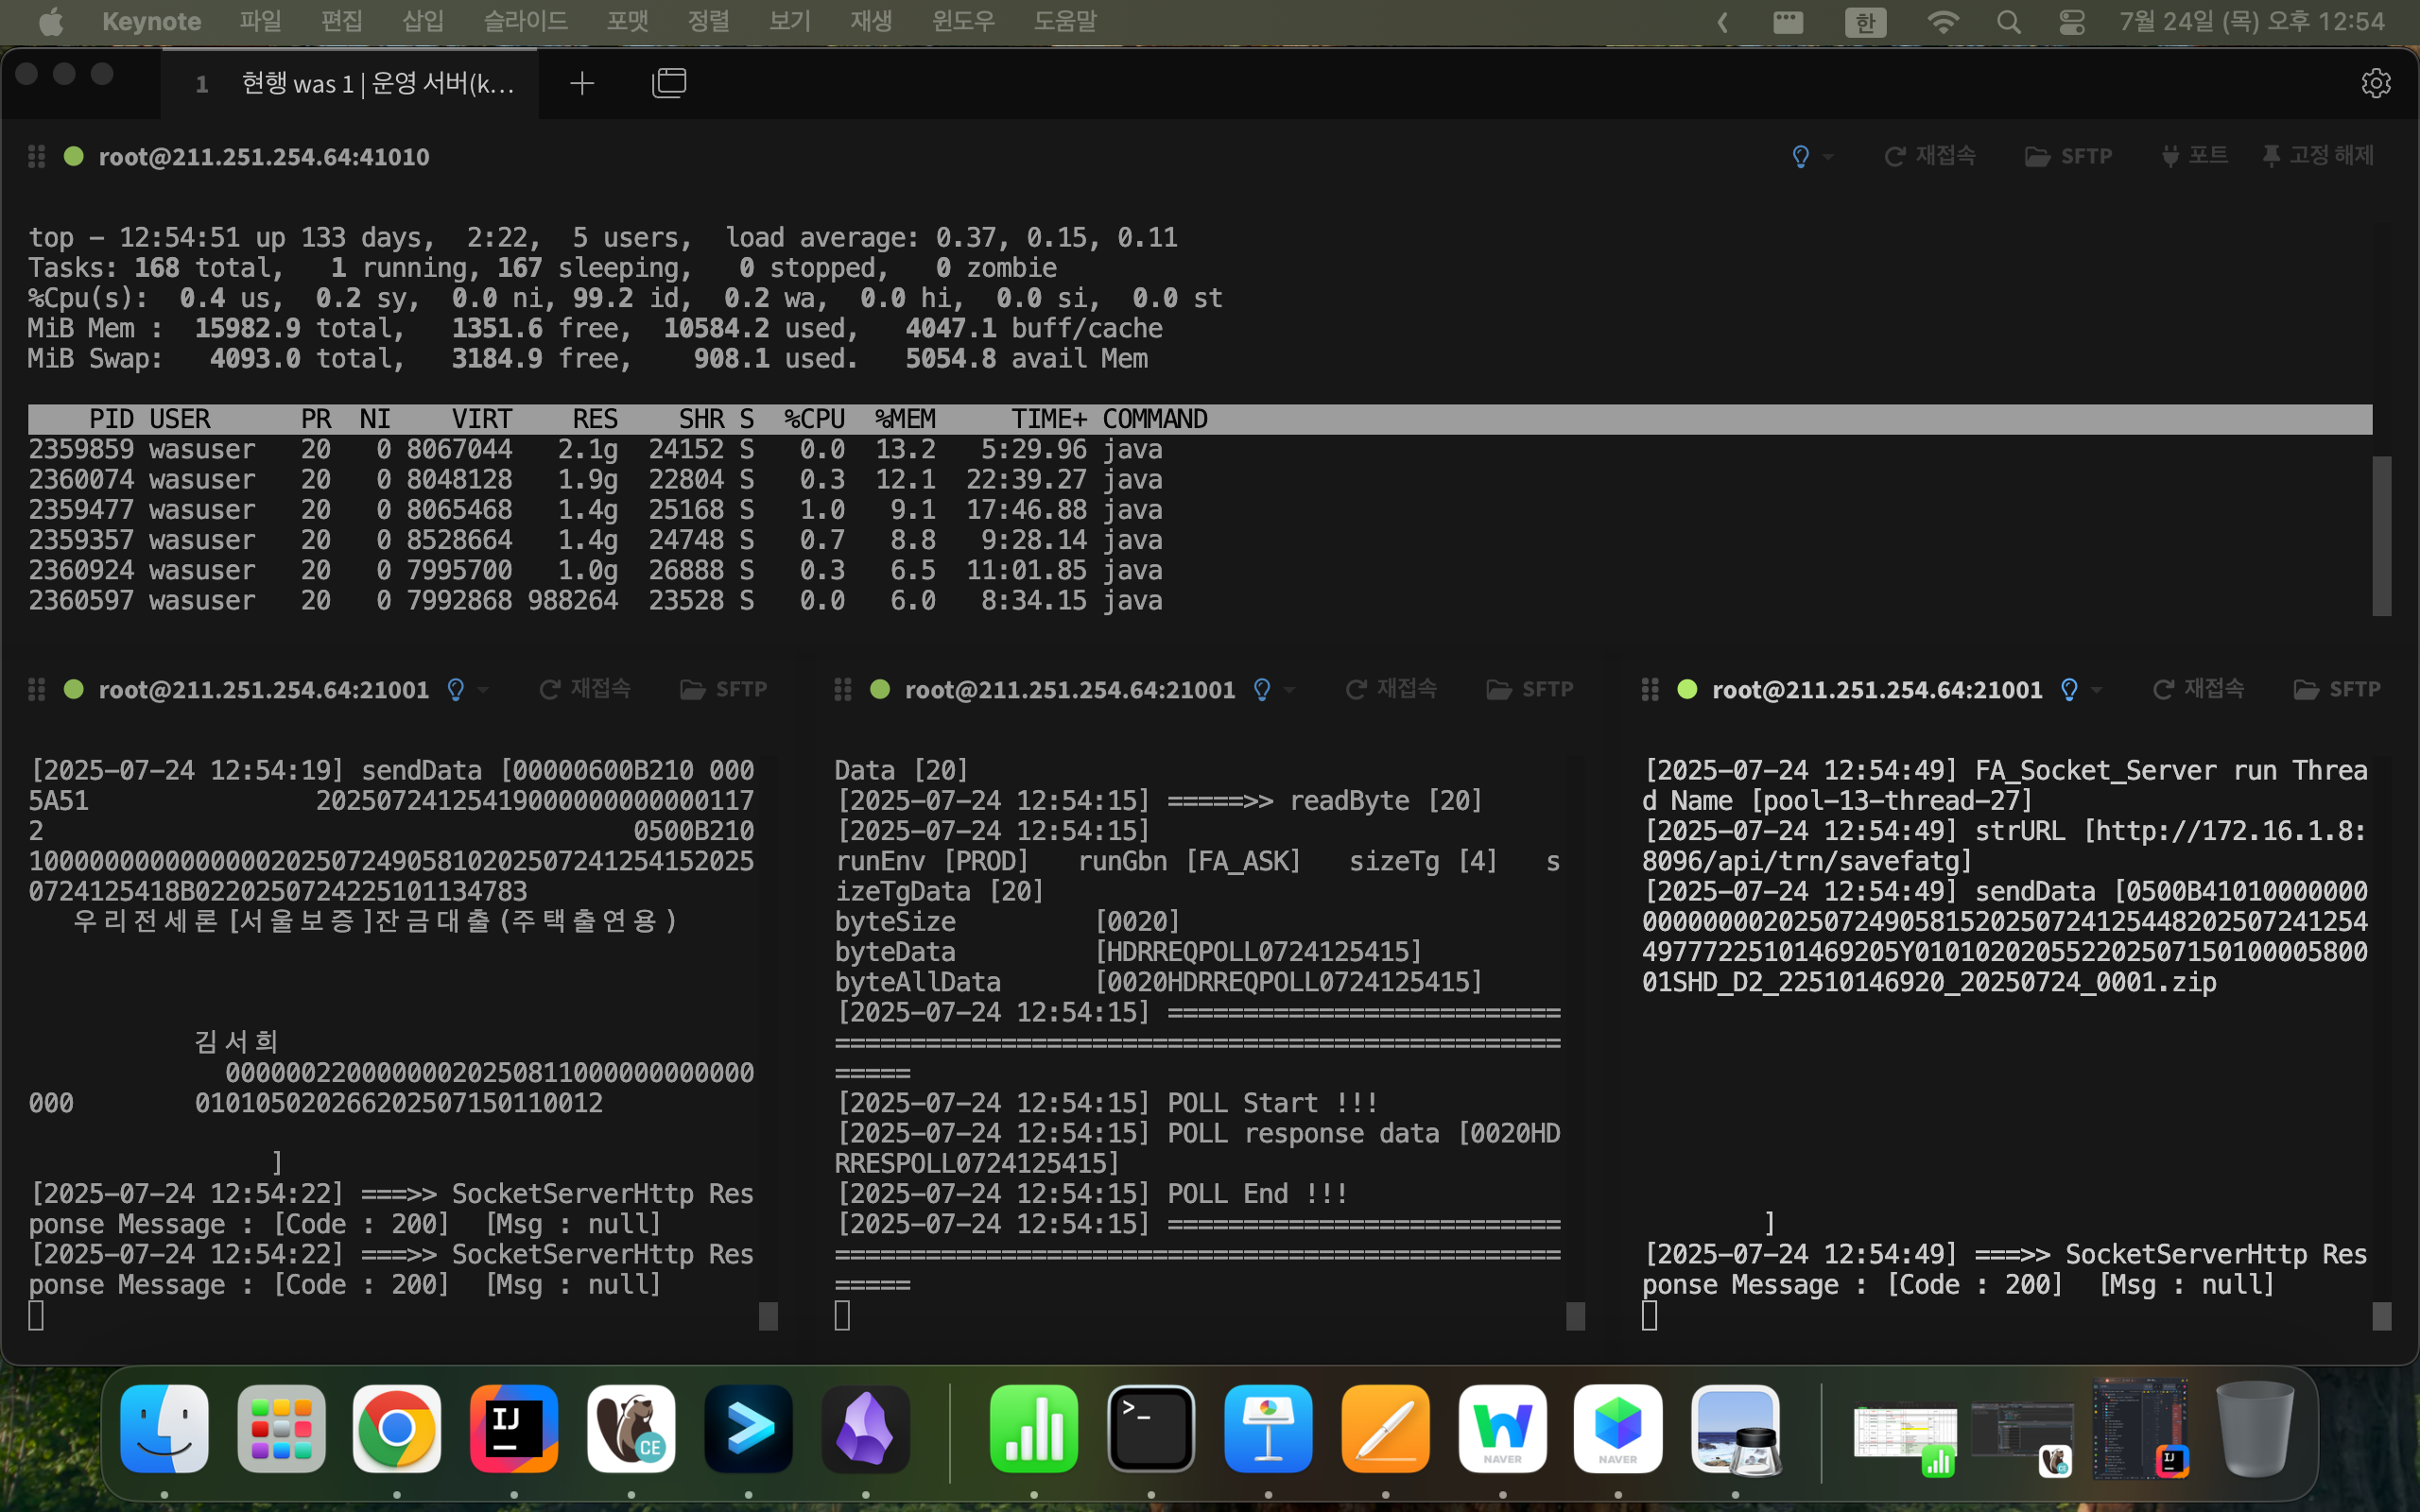 Keynote 파일 편집 삽입 슬라이드 포맷 정렬 보기 재생 윈도우 도움말 한 7월 24일 (목) 오후 12:54
1 현행 was 1 | 운영 서버(k...
root@211.251.254.64:41010 재접속 SFTP 포트 고정 해제
top - 12:54:51 up 133 days, 2:22, 5 users, load average: 0.37, 0.15, 0.11
Tasks: 168 total, 1 running, 167 sleeping, 0 stopped, 0 zombie
%Cpu(s): 0.4 us, 0.2 sy, 0.0 ni, 99.2 id, 0.2 wa, 0.0 hi, 0.0 si, 0.0 st
MiB Mem : 15982.9 total, 1351.6 free, 10584.2 used, 4047.1 buff/cache
MiB Swap: 4093.0 total, 3184.9 free, 908.1 used. 5054.8 avail Mem
PID USER PR NI VIRT RES SHR S %CPU %MEM TIME+ COMMAND
2359859 wasuser 20 0 8067044 2.1g 24152 S 0.0 13.2 5:29.96 java
2360074 wasuser 20 0 8048128 1.9g 22804 S 0.3 12.1 22:39.27 java
2359477 wasuser 20 0 8065468 1.4g 25168 S 1.0 9.1 17:46.88 java
2359357 wasuser 20 0 8528664 1.4g 24748 S 0.7 8.8 9:28.14 java
2360924 wasuser 20 0 7995700 1.0g 26888 S 0.3 6.5 11:01.85 java
2360597 wasuser 20 0 7992868 988264 23528 S 0.0 6.0 8:34.15 java
root@211.251.254.64:21001 재접속 SFTP
[2025-07-24 12:54:19] sendData [00000600B210 000
5A51 20250724125419000000000000117
2 0500B210
100000000000000020250724905810202507241254152025
0724125418B0220250724225101134783
우리전세론[서울보증]잔금대출(주택출연용)
김서희
00000022000000020250811000000000000
000 010105020266202507150110012
]
[2025-07-24 12:54:22] ===>> SocketServerHttp Res
ponse Message : [Code : 200] [Msg : null]
[2025-07-24 12:54:22] ===>> SocketServerHttp Res
ponse Message : [Code : 200] [Msg : null]
root@211.251.254.64:21001 재접속 SFTP
Data [20]
[2025-07-24 12:54:15] =====>> readByte [20]
[2025-07-24 12:54:15]
runEnv [PROD] runGbn [FA_ASK] sizeTg [4] s
izeTgData [20]
byteSize [0020]
byteData [HDRREQPOLL0724125415]
byteAllData [0020HDRREQPOLL0724125415]
[2025-07-24 12:54:15] ==========================
================================================
=====
[2025-07-24 12:54:15] POLL Start !!!
[2025-07-24 12:54:15] POLL response data [0020HD
RRESPOLL0724125415]
[2025-07-24 12:54:15] POLL End !!!
[2025-07-24 12:54:15] ==========================
================================================
=====
root@211.251.254.64:21001 재접속 SFTP
[2025-07-24 12:54:49] FA_Socket_Server run Threa
d Name [pool-13-thread-27]
[2025-07-24 12:54:49] strURL [http://172.16.1.8:
8096/api/trn/savefatg]
[2025-07-24 12:54:49] sendData [0500B41010000000
000000002025072490581520250724125448202507241254
49777225101469205Y010102020552202507150100005800
01SHD_D2_22510146920_20250724_0001.zip
]
[2025-07-24 12:54:49] ===>> SocketServerHttp Res
ponse Message : [Code : 200] [Msg : null]
IJ
CE
>_
NAVER
NAVER